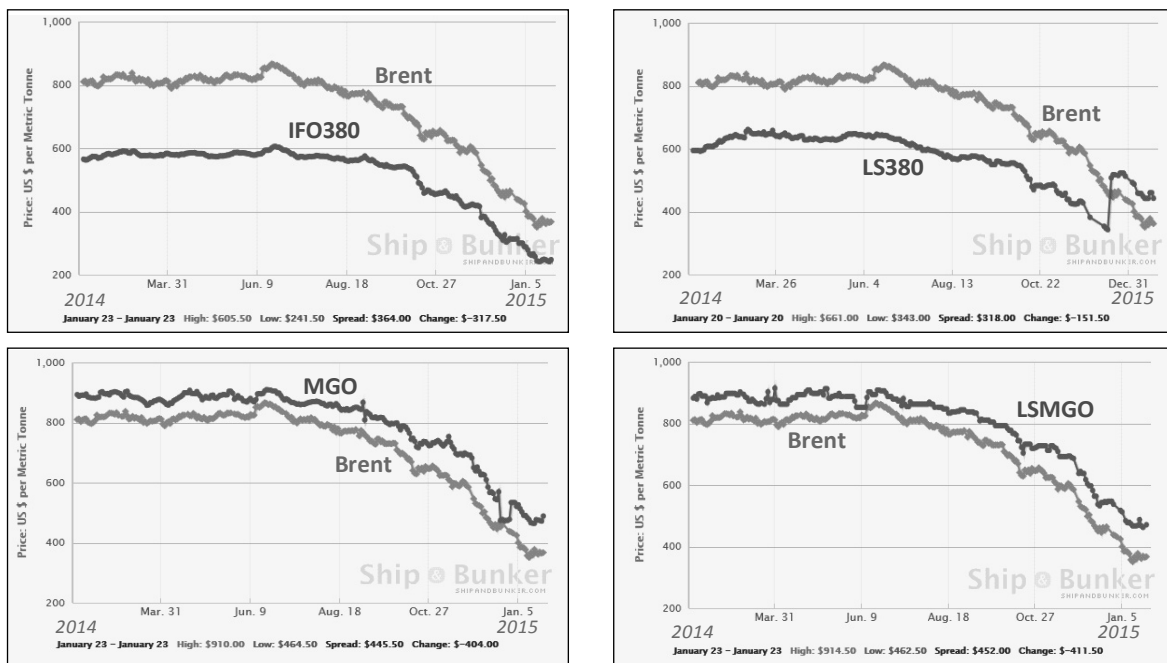 Price: US $ per Metric Tonne
1,000
800
600
400
200
Brent
IFO380
Ship & Bunker
SHIPANDBUNKER.COM
Mar. 31 Jun. 9 Aug. 18 Oct. 27 Jan. 5
2014 2015
January 23 – January 23 High: $605.50 Low: $241.50 Spread: $364.00 Change: $-317.50
Price: US $ per Metric Tonne
1,000
800
600
400
200
Brent
LS380
Ship & Bunker
SHIPANDBUNKER.COM
Mar. 26 Jun. 4 Aug. 13 Oct. 22 Dec. 31
2014 2015
January 20 – January 20 High: $661.00 Low: $343.00 Spread: $318.00 Change: $-151.50
Price: US $ per Metric Tonne
1,000
800
600
400
200
MGO
Brent
Ship & Bunker
SHIPANDBUNKER.COM
Mar. 31 Jun. 9 Aug. 18 Oct. 27 Jan. 5
2014 2015
January 23 – January 23 High: $910.00 Low: $464.50 Spread: $445.50 Change: $-404.00
Price: US $ per Metric Tonne
1,000
800
600
400
200
LSMGO
Brent
Ship & Bunker
SHIPANDBUNKER.COM
Mar. 31 Jun. 9 Aug. 18 Oct. 27 Jan. 5
2014 2015
January 23 – January 23 High: $914.50 Low: $462.50 Spread: $452.00 Change: $-411.50